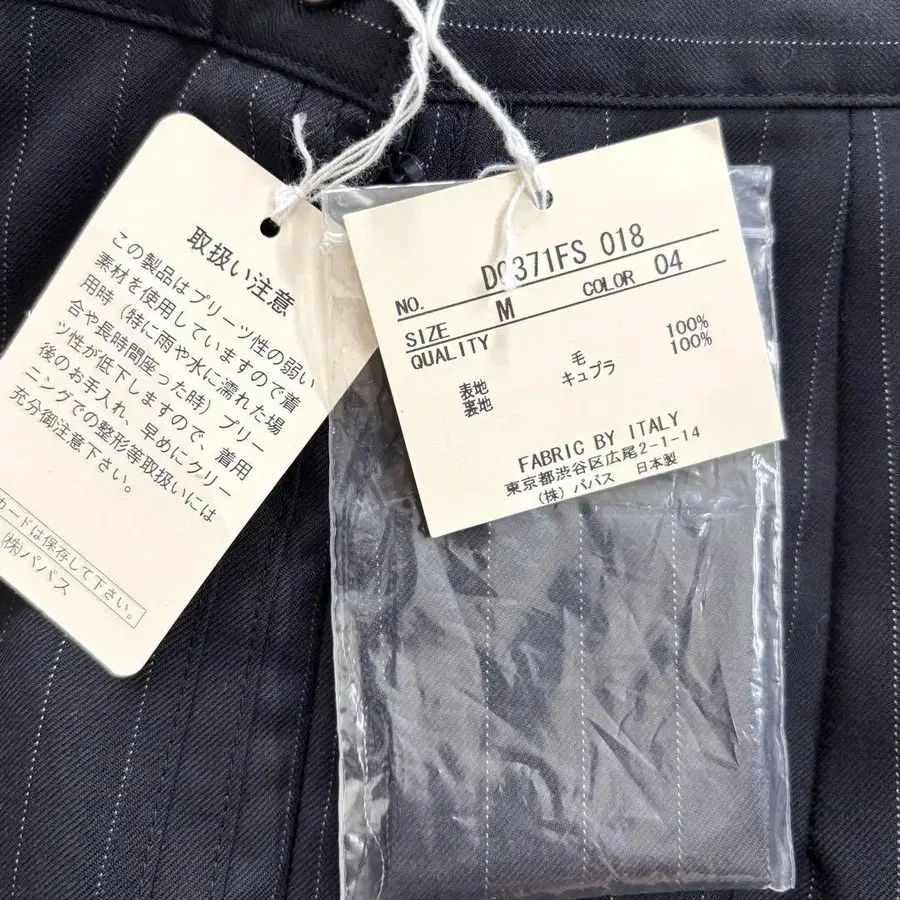 取扱い注意
この製品はプリーツ性の弱い
素材を使用していますので着
用時（特に雨や水に濡れた場
合や長時間座った時）プリー
ツ性が低下しますので、着用
後のお手入れ、早めにクリー
ニングでの整形等取扱いには
充分御注意下さい。
カードは保存して下さい。
(株)パパス
NO. D0371FS 018
SIZE M COLOR 04
QUALITY
表地 毛 100%
裏地 キュプラ 100%
FABRIC BY ITALY
東京都渋谷区広尾2-1-14
(株) パパス 日本製